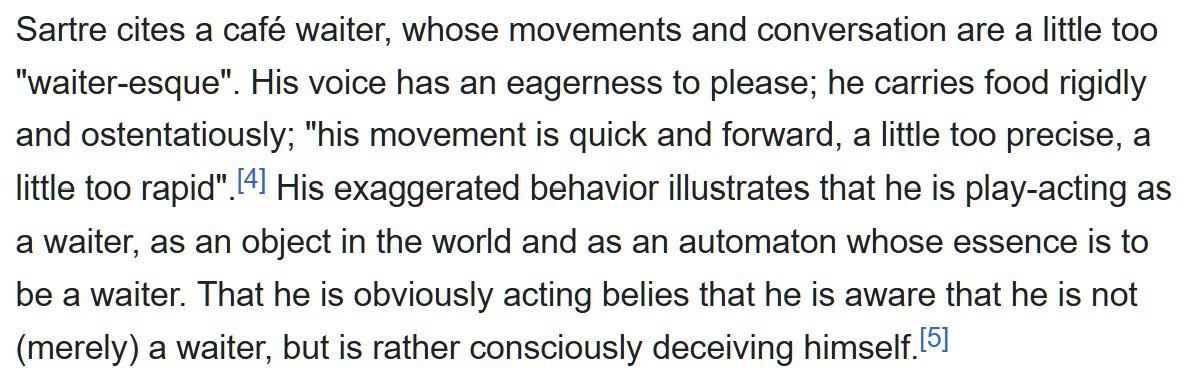 Sartre cites a café waiter, whose movements and conversation are a little too
"waiter-esque". His voice has an eagerness to please; he carries food rigidly
and ostentatiously; "his movement is quick and forward, a little too precise, a
little too rapid".[4] His exaggerated behavior illustrates that he is play-acting as
a waiter, as an object in the world and as an automaton whose essence is to
be a waiter. That he is obviously acting belies that he is aware that he is not
(merely) a waiter, but is rather consciously deceiving himself.[5]